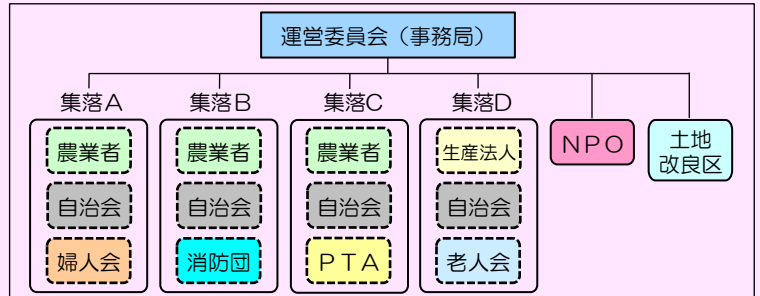 運営委員会（事務局）
集落A
集落B
集落C
集落D
農業者
自治会
婦人会
農業者
自治会
消防団
農業者
自治会
ＰＴＡ
生産法人
自治会
老人会
ＮＰＯ
土地
改良区